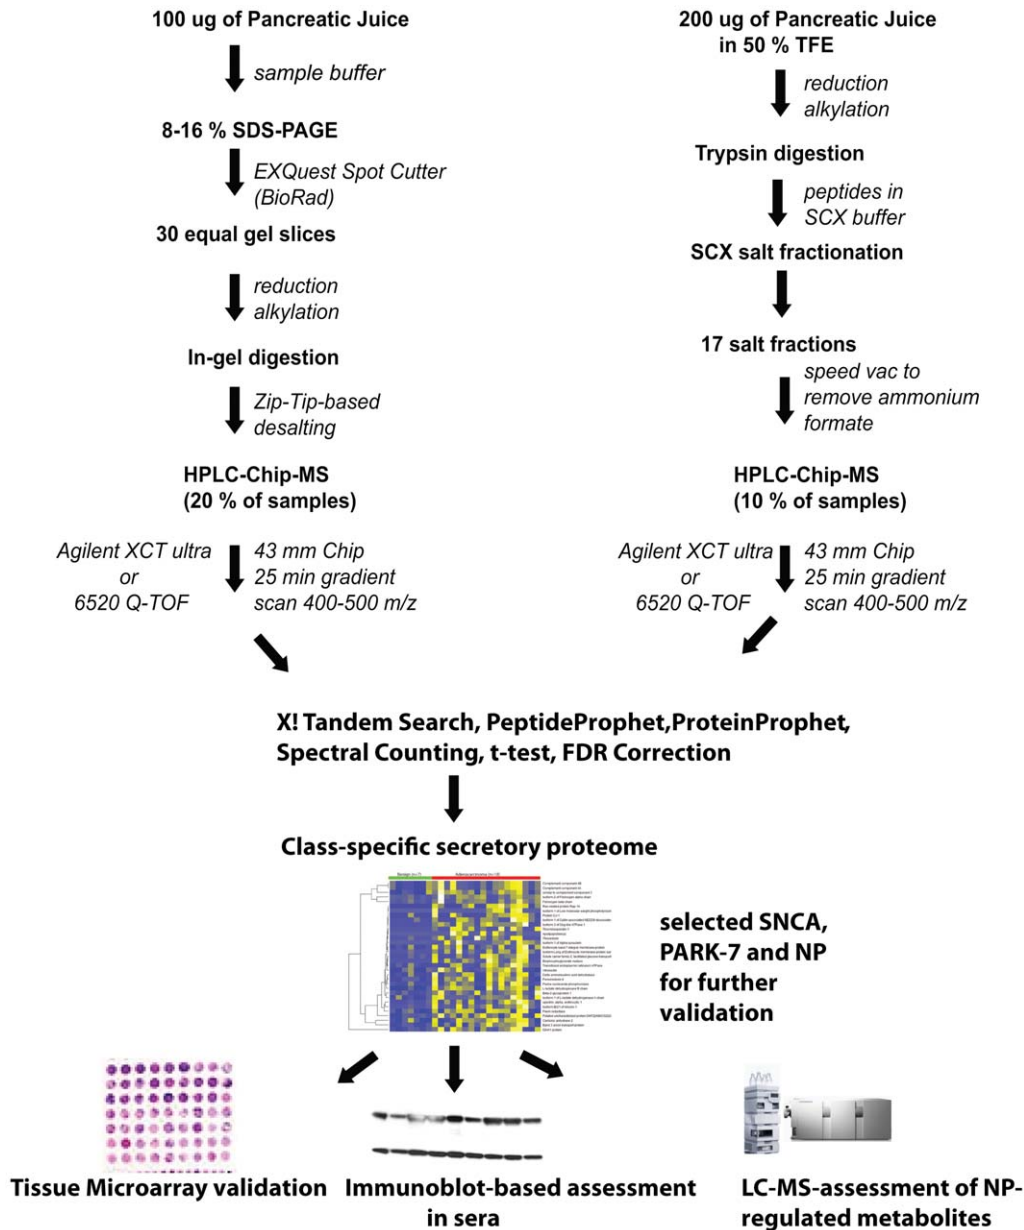 100 ug of Pancreatic Juice
sample buffer
8-16 % SDS-PAGE
EXQuest Spot Cutter
(BioRad)
30 equal gel slices
reduction
alkylation
In-gel digestion
Zip-Tip-based
desalting
HPLC-Chip-MS
(20 % of samples)
Agilent XCT ultra
or
6520 Q-TOF
43 mm Chip
25 min gradient
scan 400-500 m/z
200 ug of Pancreatic Juice
in 50 % TFE
reduction
alkylation
Trypsin digestion
peptides in
SCX buffer
SCX salt fractionation
17 salt fractions
speed vac to
remove ammonium
formate
HPLC-Chip-MS
(10 % of samples)
Agilent XCT ultra
or
6520 Q-TOF
43 mm Chip
25 min gradient
scan 400-500 m/z
X! Tandem Search, PeptideProphet,ProteinProphet,
Spectral Counting, t-test, FDR Correction
Class-specific secretory proteome
selected SNCA,
PARK-7 and NP
for further
validation
Tissue Microarray validation
Immunoblot-based assessment
in sera
LC-MS-assessment of NP-
regulated metabolites